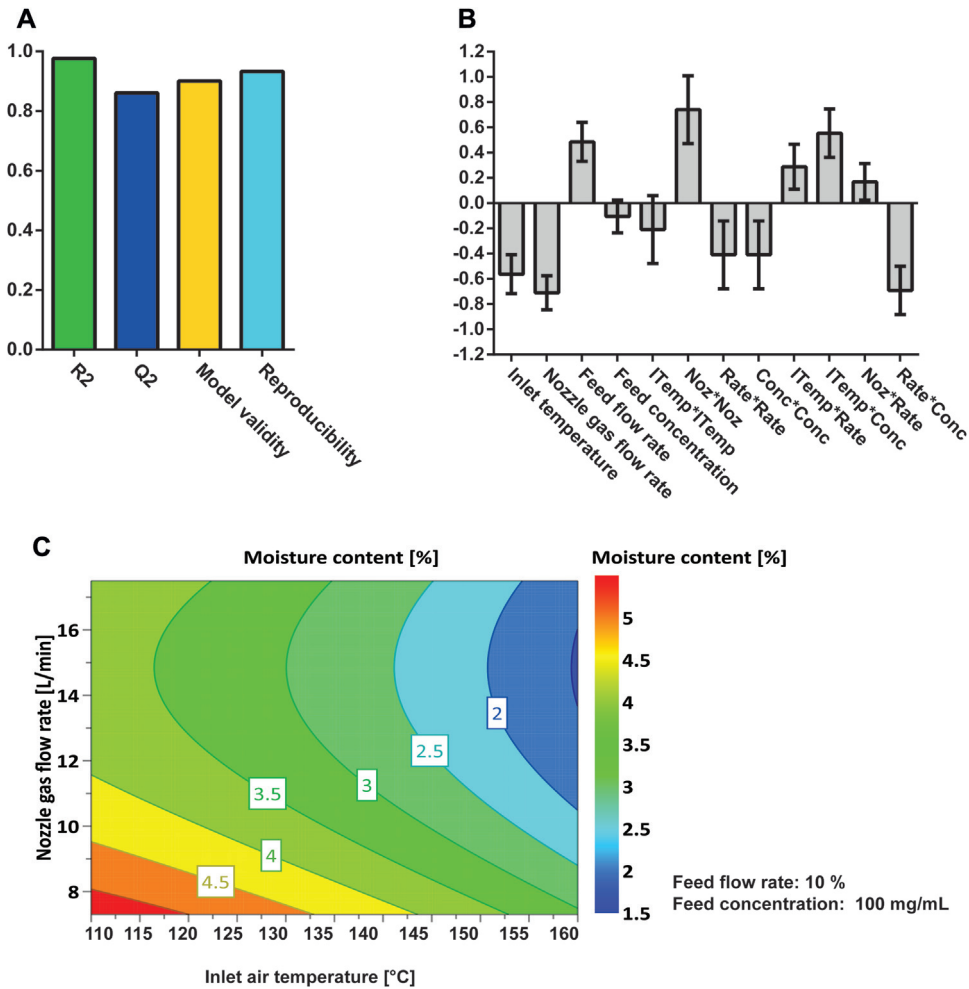 A
1.0
0.8
0.6
0.4
0.2
0.0
R2
Q2
Model validity
Reproducibility
B
1.2
1.0
0.8
0.6
0.4
0.2
0.0
-0.2
-0.4
-0.6
-0.8
-1.0
-1.2
Inlet temperature
Nozzle gas flow rate
Feed flow rate
Feed concentration
ITemp*ITemp
Noz*Noz
Rate*Rate
Conc*Conc
ITemp*Rate
ITemp*Conc
Noz*Rate
Rate*Conc
C
Moisture content [%]
Nozzle gas flow rate [L/min]
16
14
12
10
8
4.5
4
3.5
3
2.5
2
110 115 120 125 130 135 140 145 150 155 160
Inlet air temperature [°C]
Moisture content [%]
5
4.5
4
3.5
3
2.5
2
1.5
Feed flow rate: 10 %
Feed concentration: 100 mg/mL